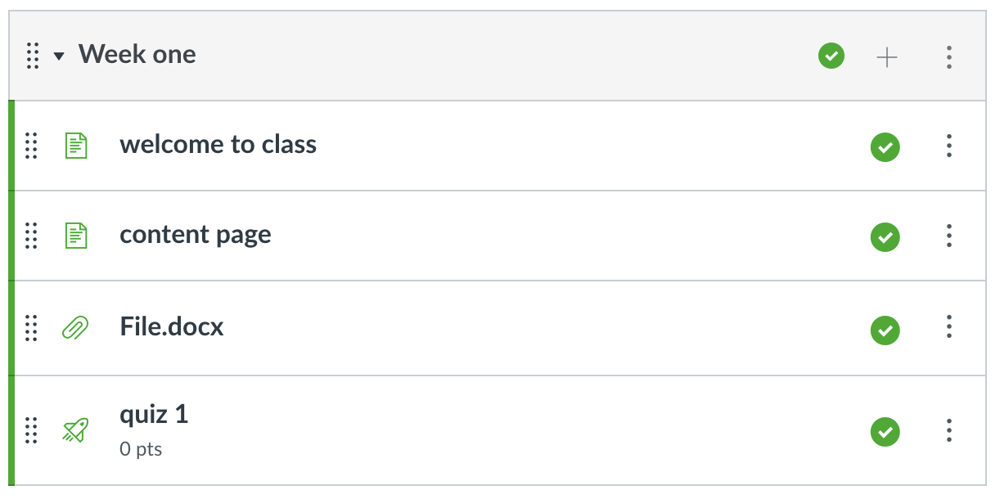 Week one
welcome to class
content page
File.docx
quiz 1
0 pts